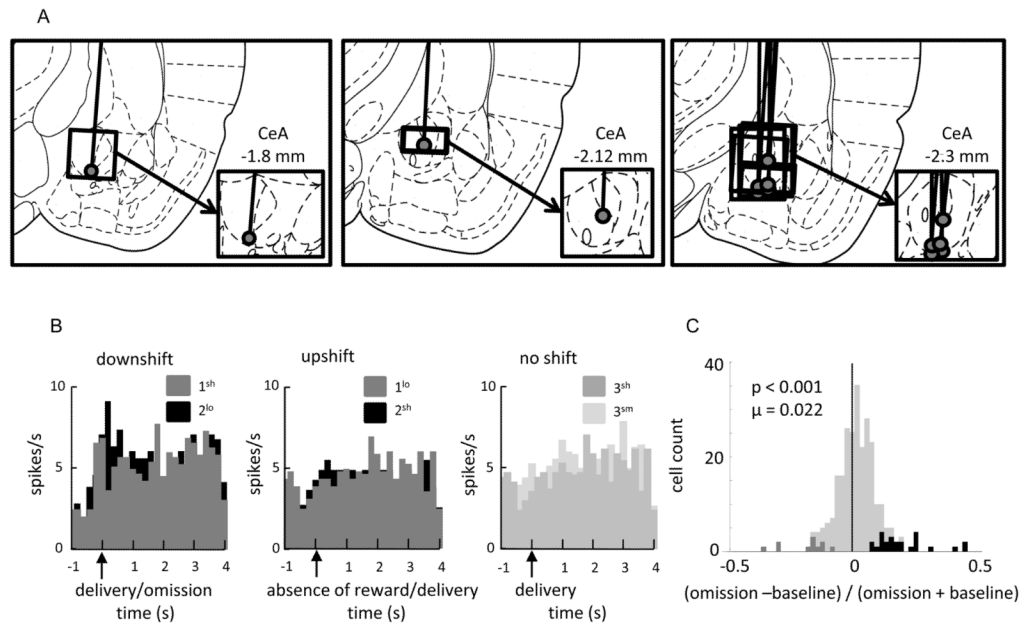 A
CeA
-1.8 mm
CeA
-2.12 mm
CeA
-2.3 mm
B
downshift
10
5
0
spikes/s
1sh
2lo
-1 1 2 3 4
delivery/omission
time (s)
upshift
10
5
0
spikes/s
1lo
2sh
-1 1 2 3 4
absence of reward/delivery
time (s)
no shift
10
5
0
spikes/s
3sh
3sm
-1 1 2 3 4
delivery
time (s)
C
40
20
0
cell count
p < 0.001
μ = 0.022
-0.5 0 0.5
(omission –baseline) / (omission + baseline)